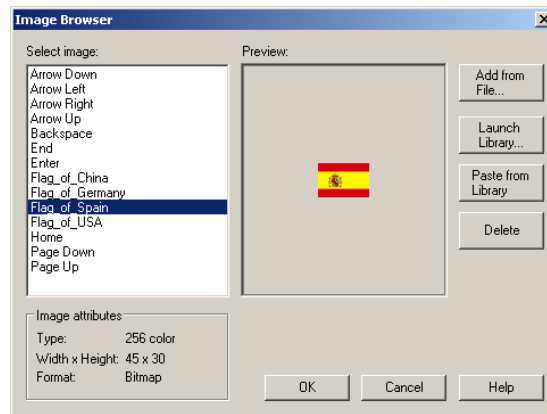 Image Browser
Select image:
Arrow Down
Arrow Left
Arrow Right
Arrow Up
Backspace
End
Enter
Flag_of_China
Flag_of_Germany
Flag_of_Spain
Flag_of_USA
Home
Page Down
Page Up
Preview:
Add from
File...
Launch
Library...
Paste from
Library
Delete
Image attributes
Type: 256 color
Width x Height: 45 x 30
Format: Bitmap
OK Cancel Help